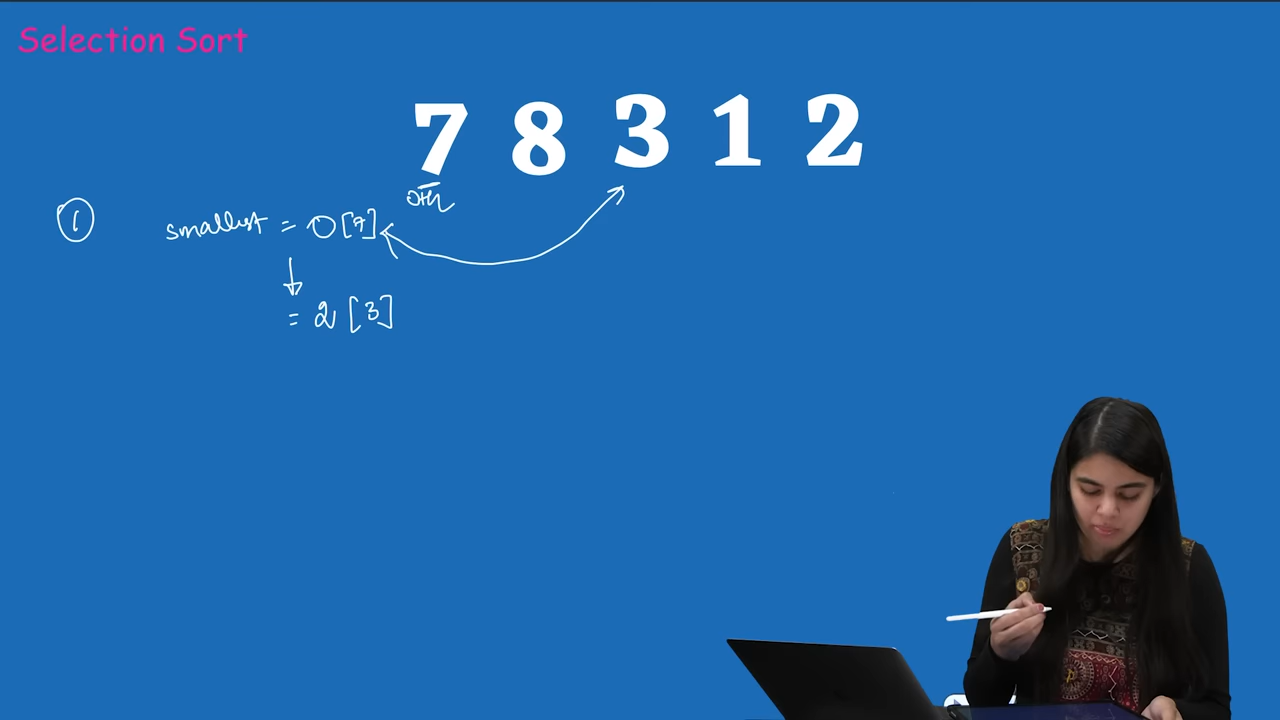 Selection Sort
7 8 3 1 2
0th
1 smallest = 0 [7]
= 2 [3]